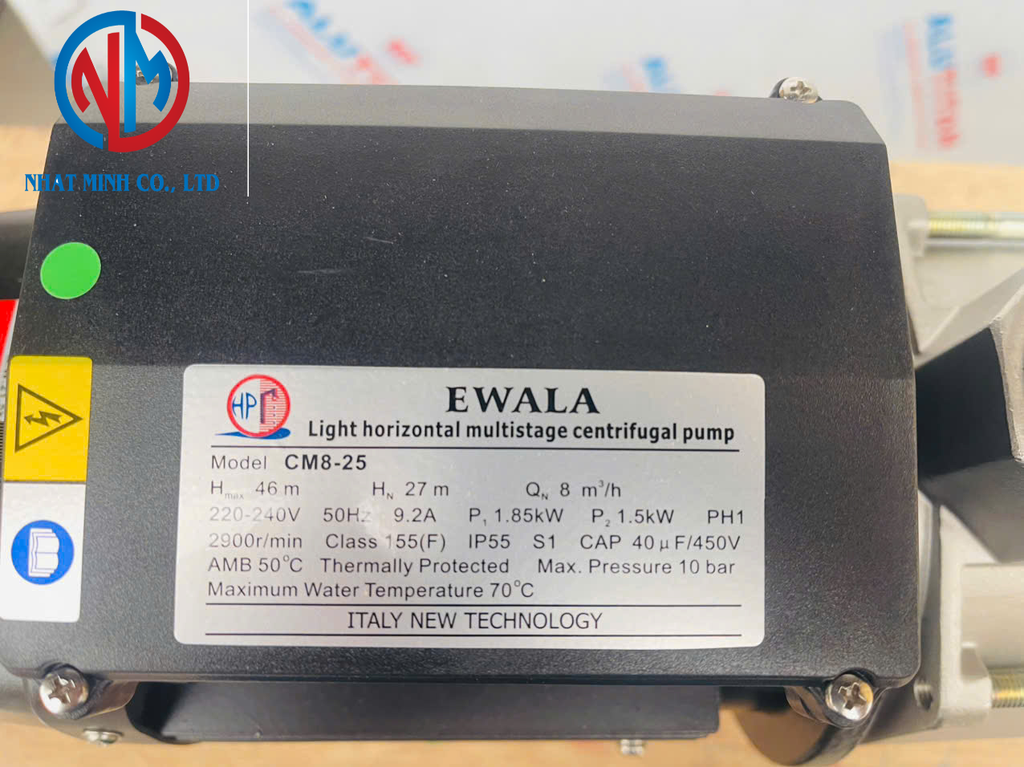 NM
NHAT MINH CO., LTD
HP
EWALA
Light horizontal multistage centrifugal pump
Model CM8-25
Hmax 46 m HN 27 m QN 8 m³/h
220-240V 50Hz 9.2A P1 1.85kW P2 1.5kW PH1
2900r/min Class 155(F) IP55 S1 CAP 40μF/450V
AMB 50°C Thermally Protected Max. Pressure 10 bar
Maximum Water Temperature 70°C
ITALY NEW TECHNOLOGY